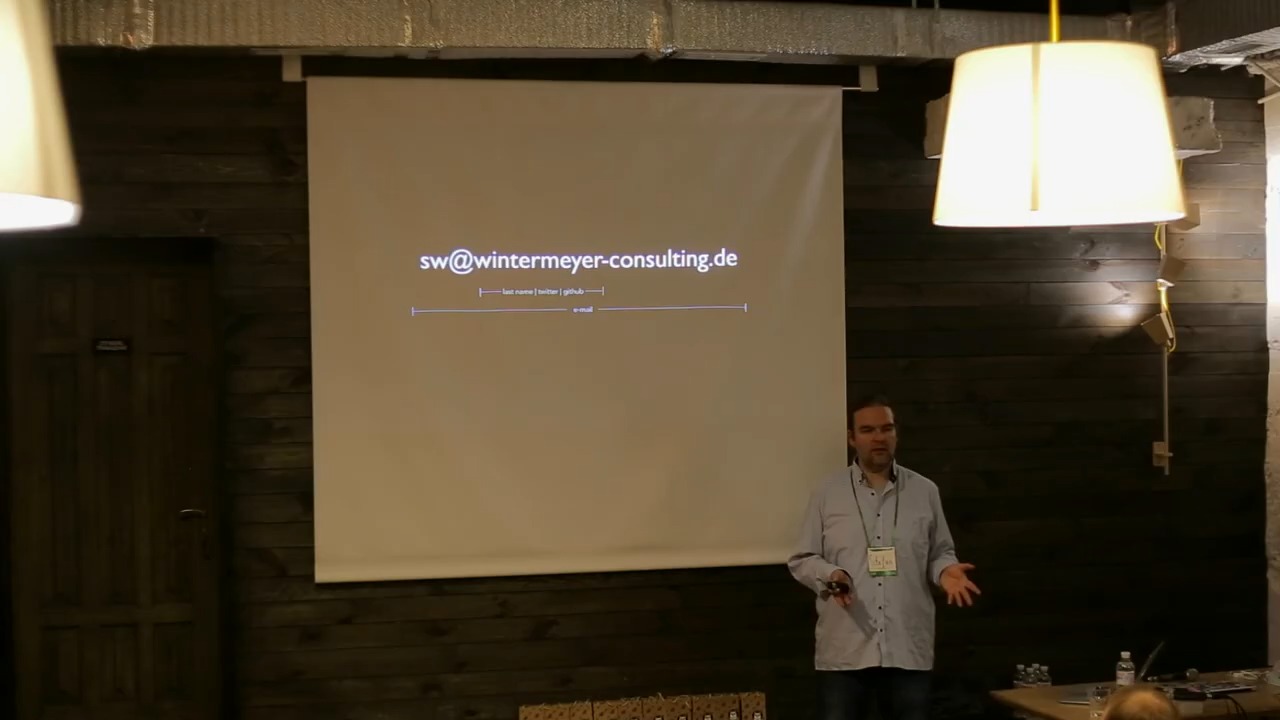 sw@wintermeyer-consulting.de
last name | twitter | github
e-mail